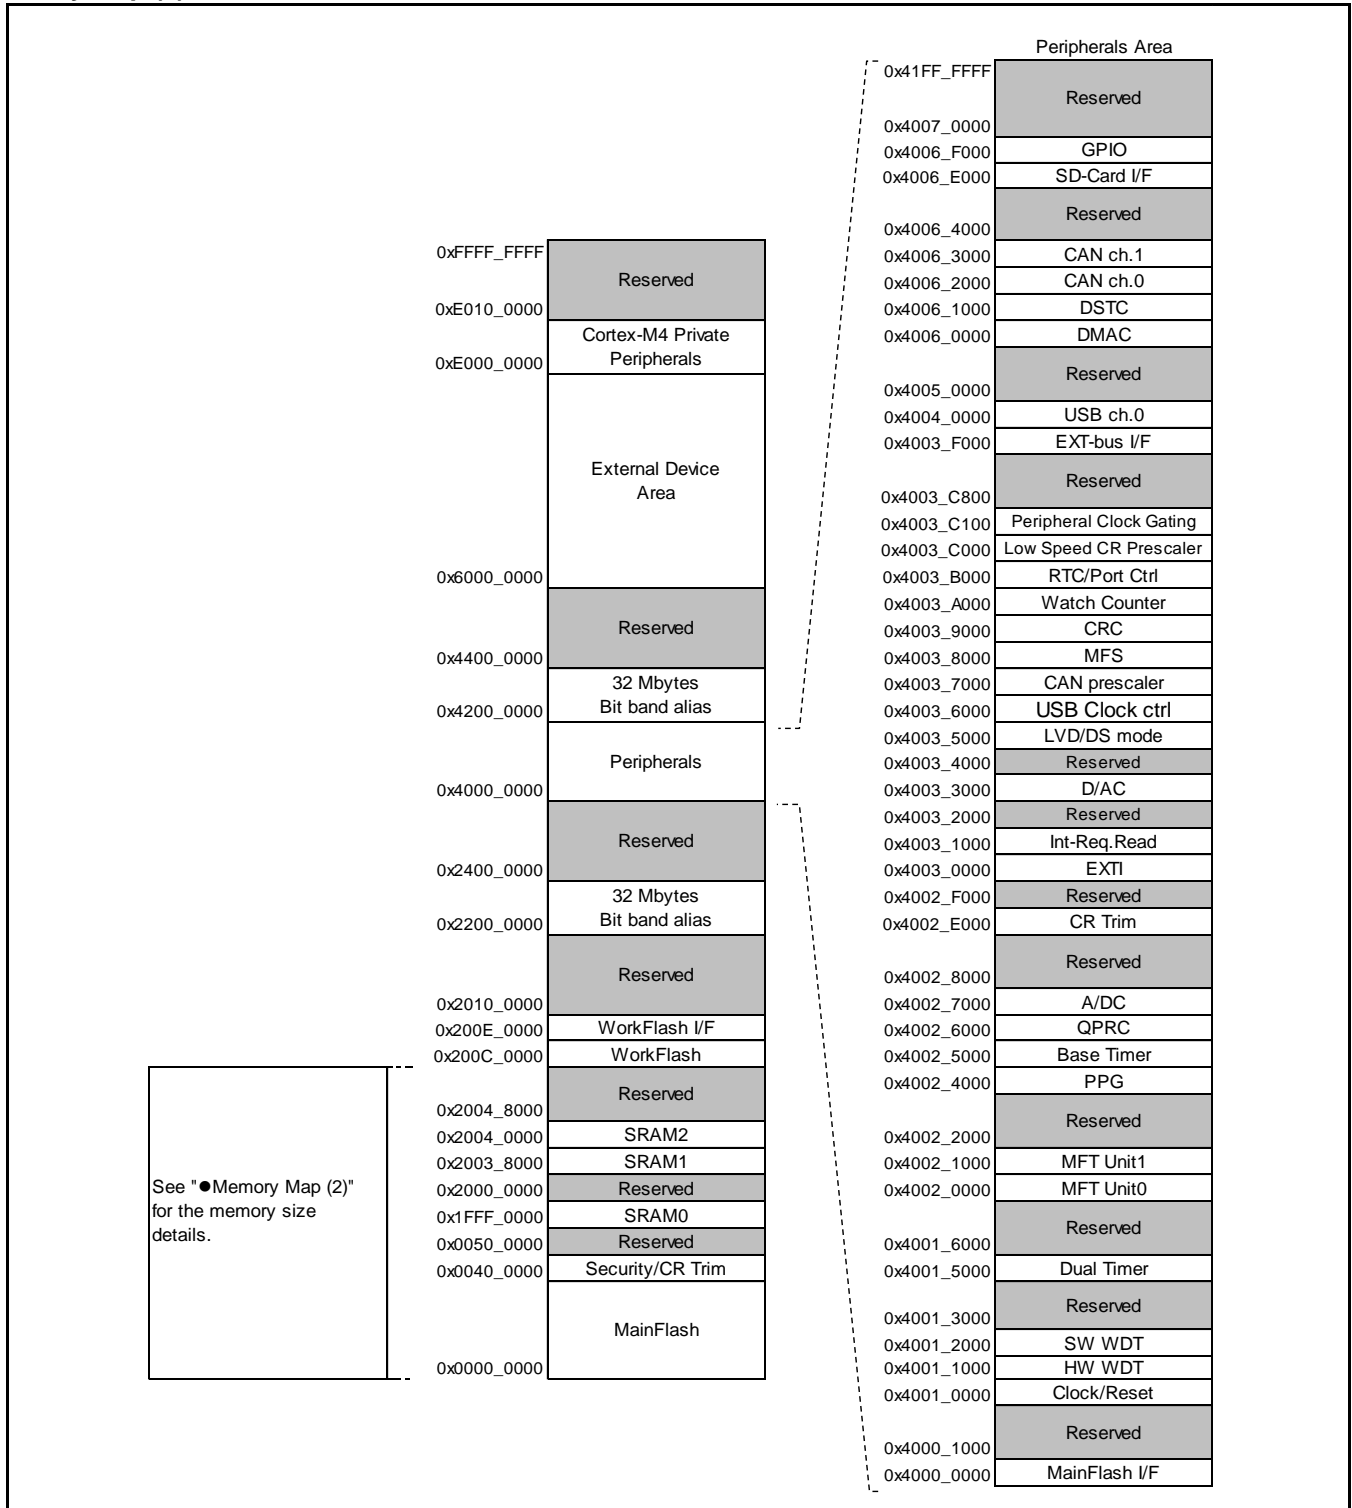 Peripherals Area
0x41FF_FFFF
Reserved
0x4007_0000
0x4006_F000 GPIO
0x4006_E000 SD-Card I/F
Reserved
0x4006_4000
0x4006_3000 CAN ch.1
0x4006_2000 CAN ch.0
0x4006_1000 DSTC
0x4006_0000 DMAC
Reserved
0x4005_0000
0x4004_0000 USB ch.0
0x4003_F000 EXT-bus I/F
Reserved
0x4003_C800
0x4003_C100 Peripheral Clock Gating
0x4003_C000 Low Speed CR Prescaler
0x4003_B000 RTC/Port Ctrl
0x4003_A000 Watch Counter
0x4003_9000 CRC
0x4003_8000 MFS
0x4003_7000 CAN prescaler
0x4003_6000 USB Clock ctrl
0x4003_5000 LVD/DS mode
0x4003_4000 Reserved
0x4003_3000 D/AC
0x4003_2000 Reserved
0x4003_1000 Int-Req.Read
0x4003_0000 EXTI
0x4002_F000 Reserved
0x4002_E000 CR Trim
Reserved
0x4002_8000
0x4002_7000 A/DC
0x4002_6000 QPRC
0x4002_5000 Base Timer
0x4002_4000 PPG
Reserved
0x4002_2000
0x4002_1000 MFT Unit1
0x4002_0000 MFT Unit0
Reserved
0x4001_6000
0x4001_5000 Dual Timer
Reserved
0x4001_3000
0x4001_2000 SW WDT
0x4001_1000 HW WDT
0x4001_0000 Clock/Reset
Reserved
0x4000_1000
0x4000_0000 MainFlash I/F
0xFFFF_FFFF
Reserved
0xE010_0000
Cortex-M4 Private
Peripherals
0xE000_0000
External Device
Area
0x6000_0000
Reserved
0x4400_0000
32 Mbytes
Bit band alias
0x4200_0000
Peripherals
0x4000_0000
Reserved
0x2400_0000
32 Mbytes
Bit band alias
0x2200_0000
Reserved
0x2010_0000
0x200E_0000 WorkFlash I/F
0x200C_0000 WorkFlash
Reserved
0x2004_8000
0x2004_0000 SRAM2
0x2003_8000 SRAM1
0x2000_0000 Reserved
0x1FFF_0000 SRAM0
0x0050_0000 Reserved
0x0040_0000 Security/CR Trim
MainFlash
0x0000_0000
See "●Memory Map (2)"
for the memory size
details.